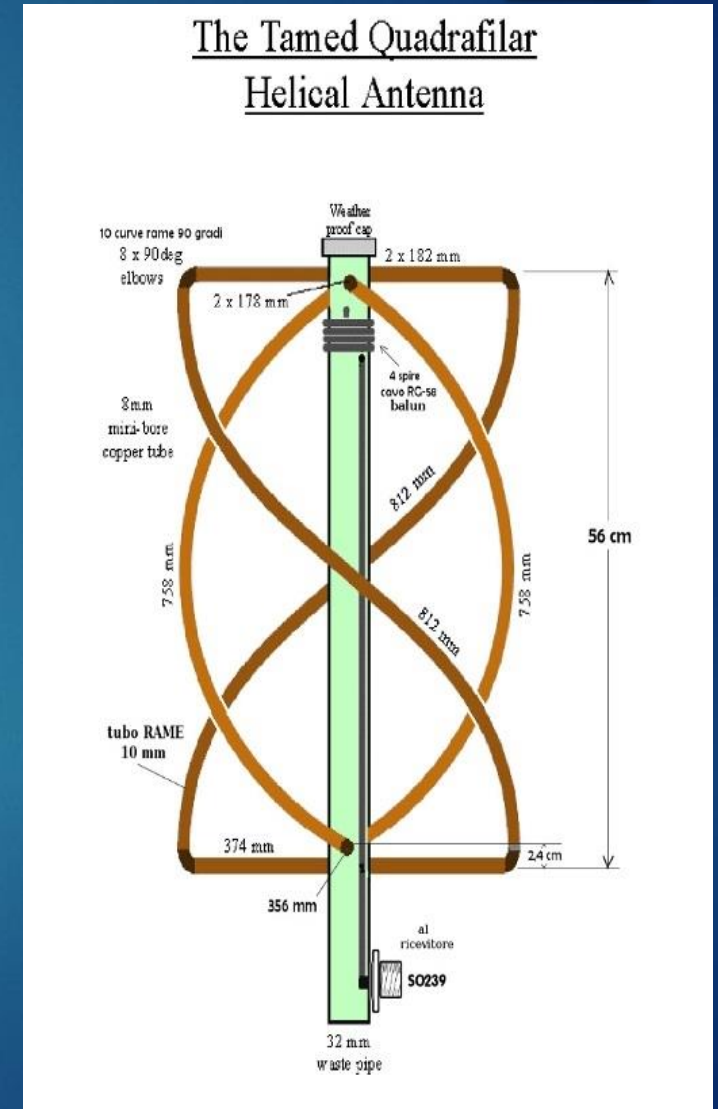 The Tamed Quadrafilar
Helical Antenna
Weather
proof cap
10 curve rame 90 gradi
8 x 90deg
elbows
2 x 182 mm
2 x 178 mm
4 spire
cavo RG-58
balun
8mm
mini-bore
copper tube
812 mm
56 cm
758 mm
758 mm
812 mm
tubo RAME
10 mm
374 mm
2,4 cm
356 mm
al
ricevitore
SO239
32 mm
waste pipe